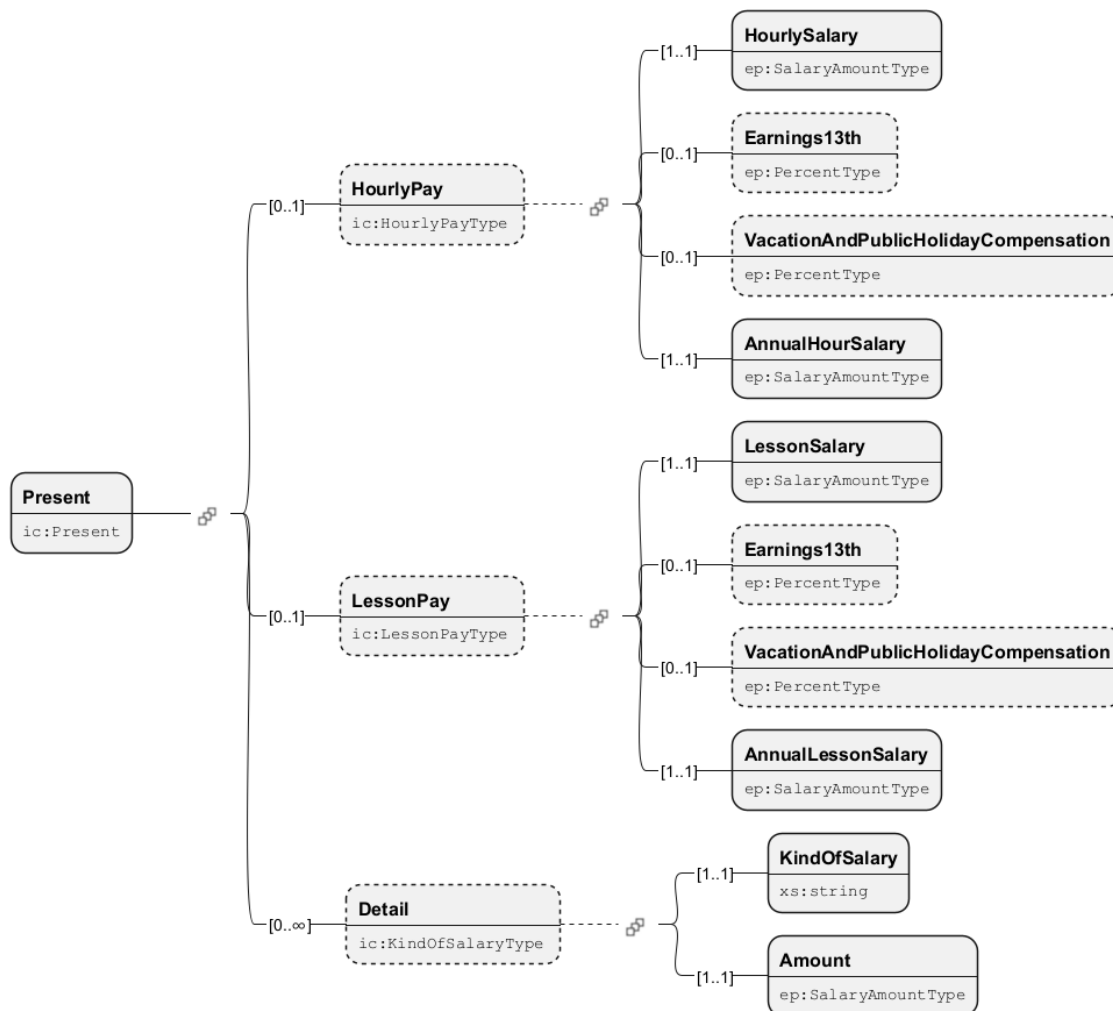 HourlySalary
[1..1]
ep:SalaryAmountType
Earnings13th
[0..1]
ep:PercentType
HourlyPay
[0..1]
ic:HourlyPayType
VacationAndPublicHolidayCompensation
[0..1]
ep:PercentType
AnnualHourSalary
[1..1]
ep:SalaryAmountType
LessonSalary
[1..1]
ep:SalaryAmountType
Present
ic:Present
Earnings13th
[0..1]
ep:PercentType
LessonPay
[0..1]
ic:LessonPayType
VacationAndPublicHolidayCompensation
[0..1]
ep:PercentType
AnnualLessonSalary
[1..1]
ep:SalaryAmountType
KindOfSalary
[1..1]
xs:string
Detail
[0..∞]
ic:KindOfSalaryType
Amount
[1..1]
ep:SalaryAmountType